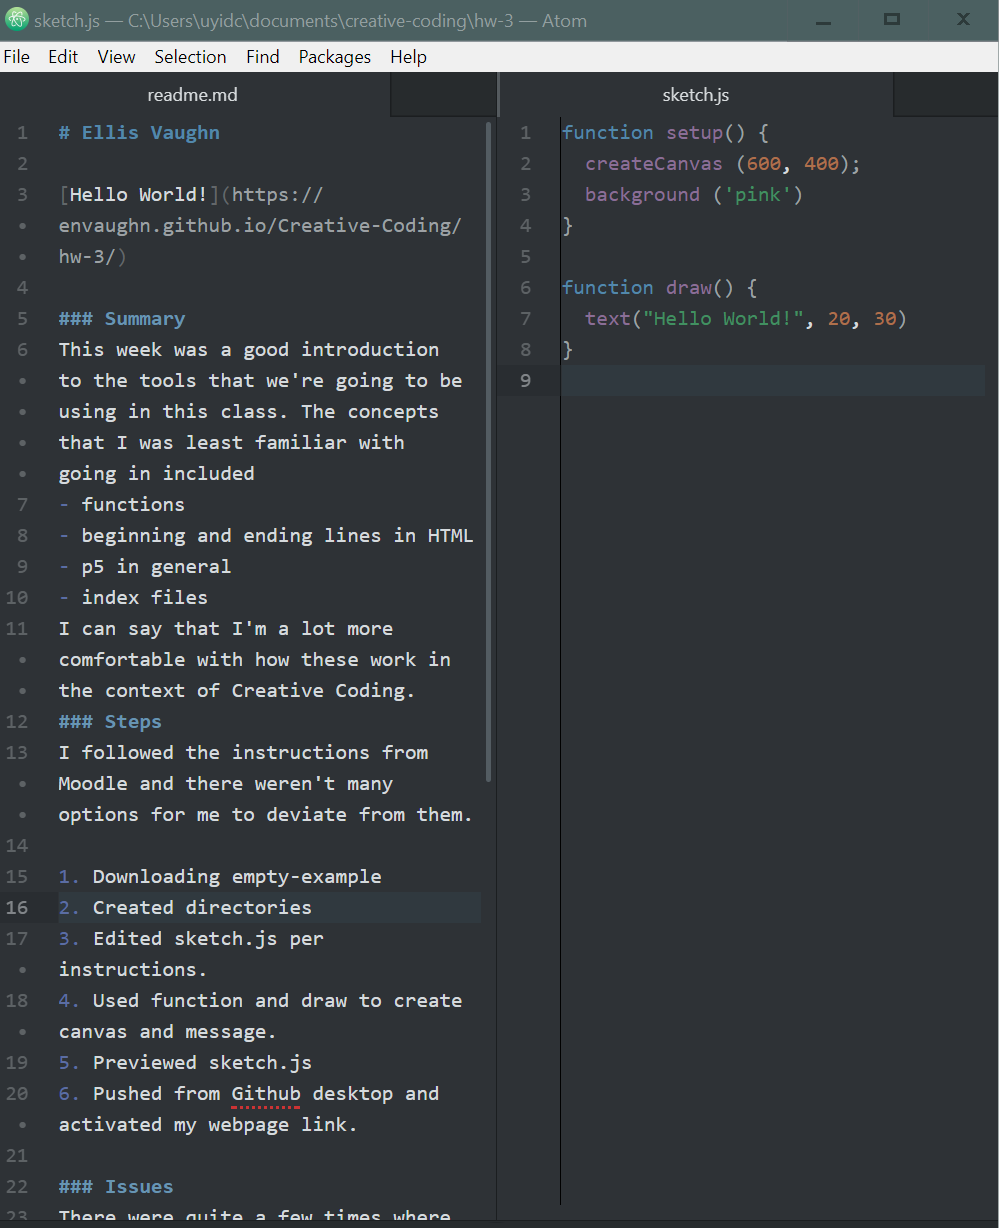 sketch.js — C:\Users\uyidc\documents\creative-coding\hw-3 — Atom
File Edit View Selection Find Packages Help
readme.md
1 # Ellis Vaughn
2
3 [Hello World!](https://
• envaughn.github.io/Creative-Coding/
• hw-3/)
4
5 ### Summary
6 This week was a good introduction
• to the tools that we're going to be
• using in this class. The concepts
• that I was least familiar with
• going in included
7 - functions
8 - beginning and ending lines in HTML
9 - p5 in general
10 - index files
11 I can say that I'm a lot more
• comfortable with how these work in
• the context of Creative Coding.
12 ### Steps
13 I followed the instructions from
• Moodle and there weren't many
• options for me to deviate from them.
14
15 1. Downloading empty-example
16 2. Created directories
17 3. Edited sketch.js per
• instructions.
18 4. Used function and draw to create
• canvas and message.
19 5. Previewed sketch.js
20 6. Pushed from Github desktop and
• activated my webpage link.
21
22 ### Issues
23 There were quite a few times where
sketch.js
1 function setup() {
2   createCanvas (600, 400);
3   background ('pink')
4 }
5
6 function draw() {
7   text("Hello World!", 20, 30)
8 }
9